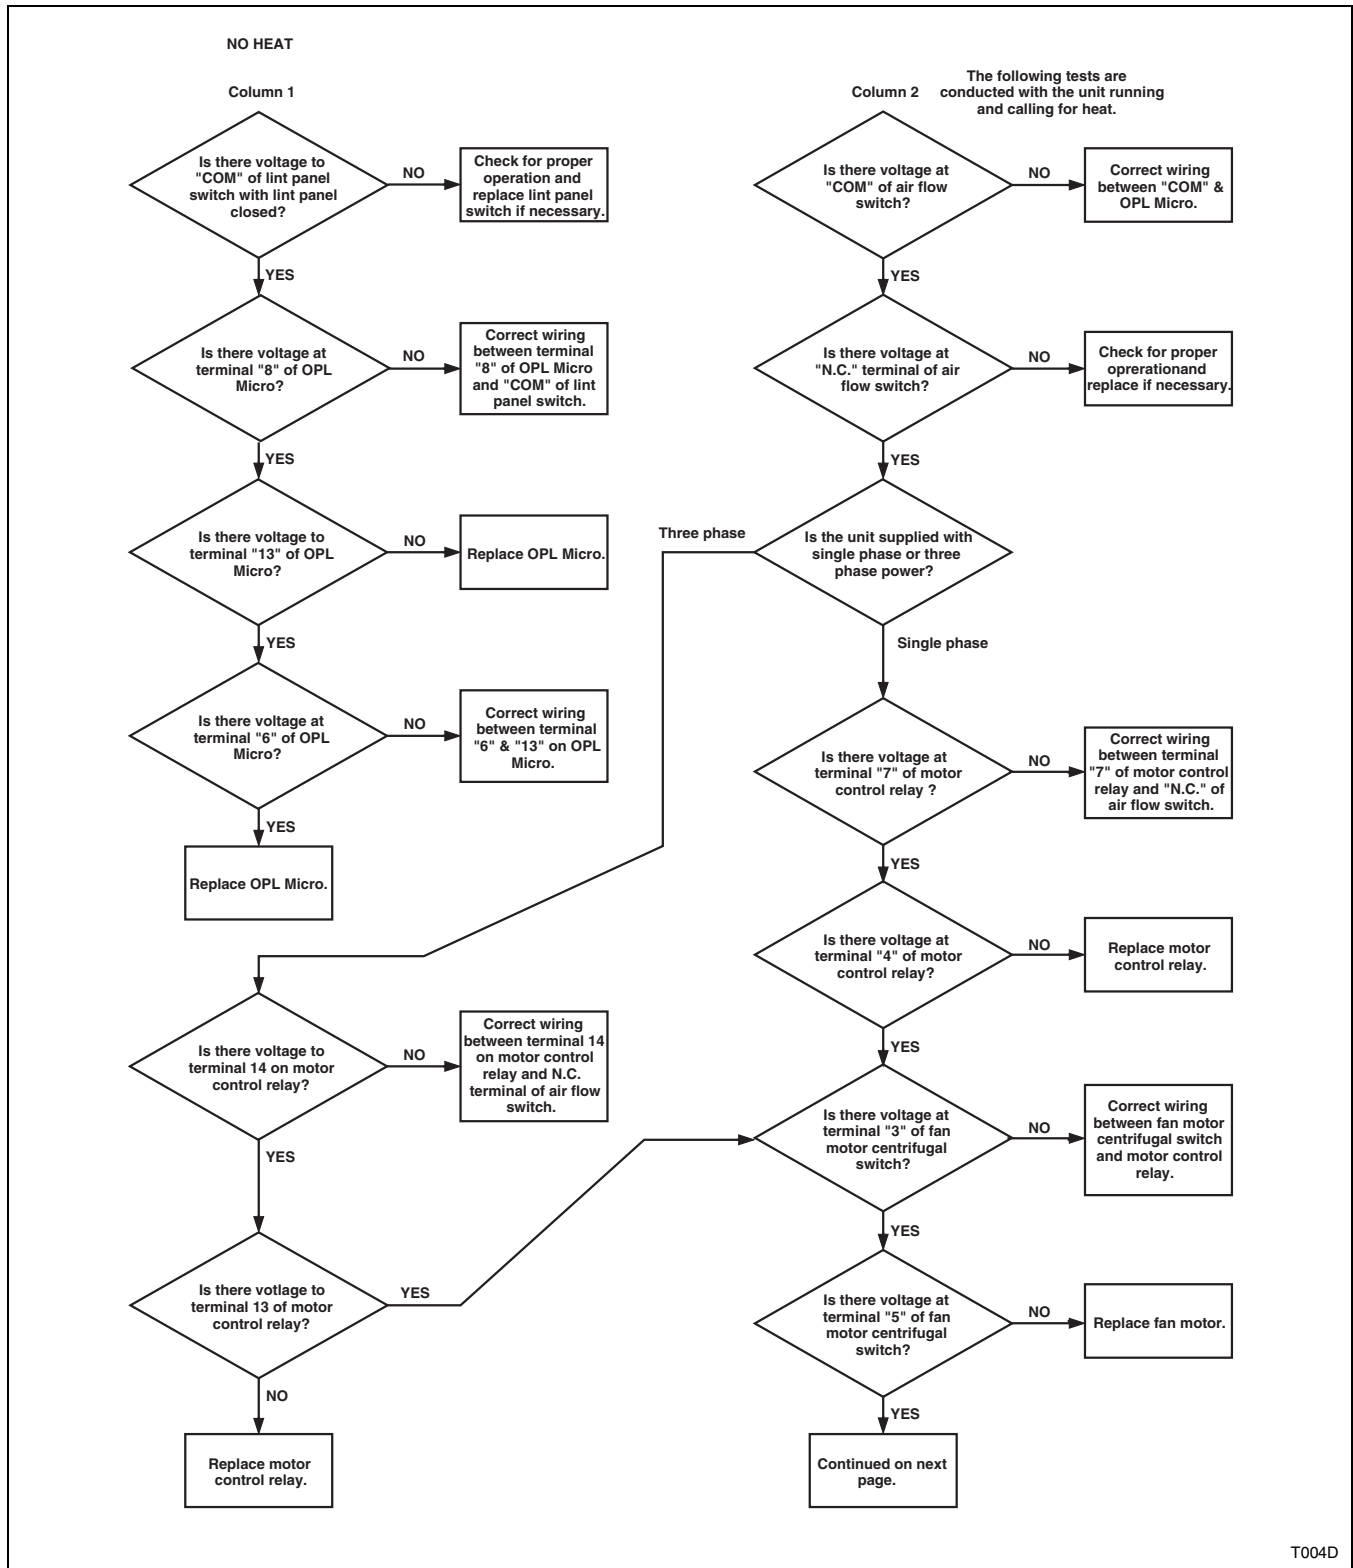 NO HEAT
Column 1
Is there voltage to
"COM" of lint panel
switch with lint panel
closed?
NO
Check for proper
operation and
replace lint panel
switch if necessary.
YES
Is there voltage at
terminal "8" of OPL
Micro?
NO
Correct wiring
between terminal
"8" of OPL Micro
and "COM" of lint
panel switch.
YES
Is there voltage to
terminal "13" of OPL
Micro?
NO
Replace OPL Micro.
YES
Is there voltage at
terminal "6" of OPL
Micro?
NO
Correct wiring
between terminal
"6" & "13" on OPL
Micro.
YES
Replace OPL Micro.
Column 2
The following tests are
conducted with the unit running
and calling for heat.
Is there voltage at
"COM" of air flow
switch?
NO
Correct wiring
between "COM" &
OPL Micro.
YES
Is there voltage at
"N.C." terminal of air
flow switch?
NO
Check for proper
oprerationand
replace if necessary.
YES
Is the unit supplied with
single phase or three
phase power?
Three phase
Single phase
Is there voltage at
terminal "7" of motor
control relay ?
NO
Correct wiring
between terminal
"7" of motor control
relay and "N.C." of
air flow switch.
YES
Is there voltage at
terminal "4" of motor
control relay?
NO
Replace motor
control relay.
YES
Is there voltage at
terminal "3" of fan
motor centrifugal
switch?
NO
Correct wiring
between fan motor
centrifugal switch
and motor control
relay.
YES
Is there voltage at
terminal "5" of fan
motor centrifugal
switch?
NO
Replace fan motor.
YES
Continued on next
page.
Is there voltage to
terminal 14 on motor
control relay?
NO
Correct wiring
between terminal 14
on motor control
relay and N.C.
terminal of air flow
switch.
YES
Is there votlage to
terminal 13 of motor
control relay?
YES
NO
Replace motor
control relay.
T004D